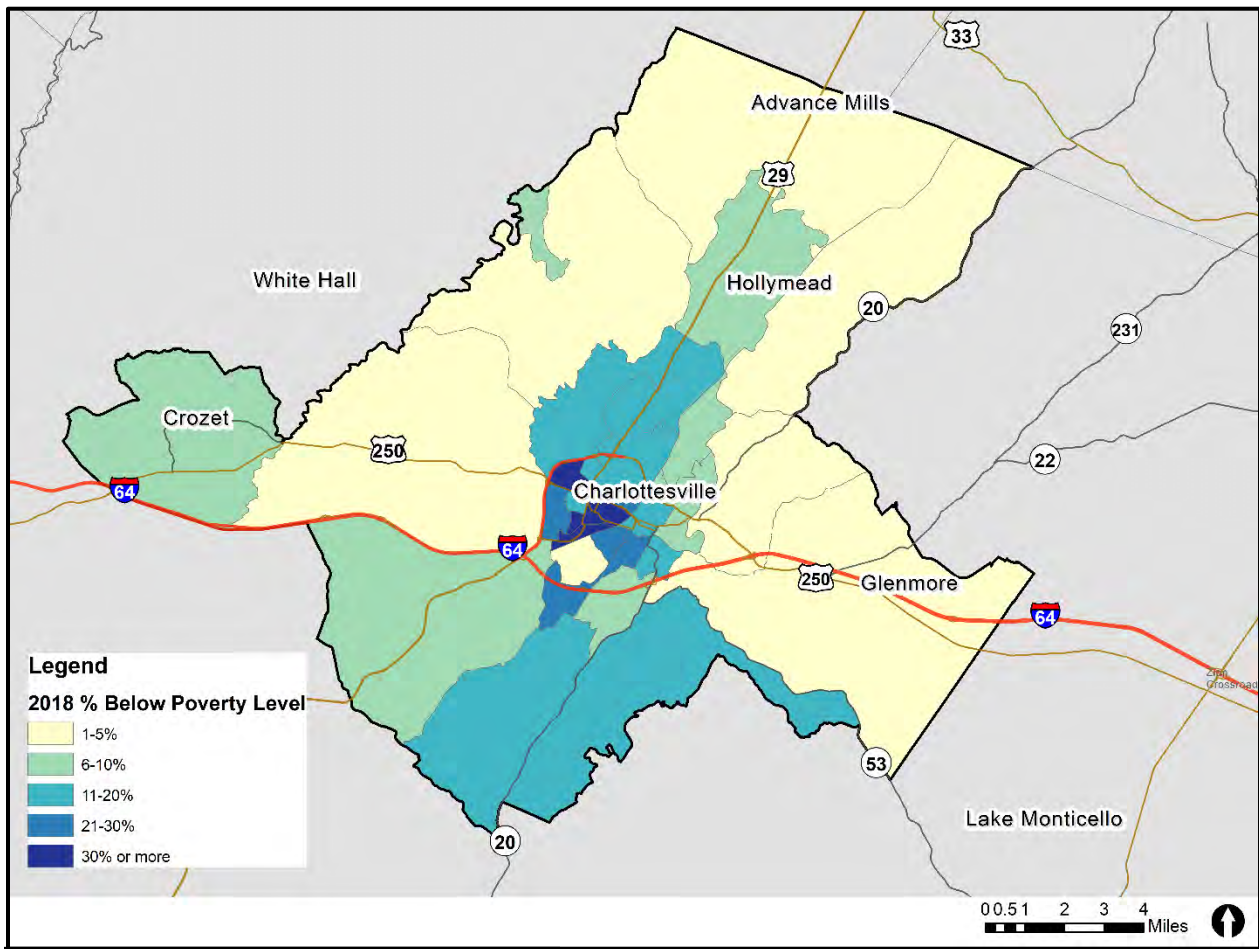 33
Advance Mills
29
White Hall
Hollymead
20
231
Crozet
250
22
64
Charlottesville
64
250
Glenmore
64
Legend
2018 % Below Poverty Level
1-5%
6-10%
11-20%
21-30%
30% or more
Zion
Crossroad
53
Lake Monticello
20
0 0.5 1 2 3 4
Miles